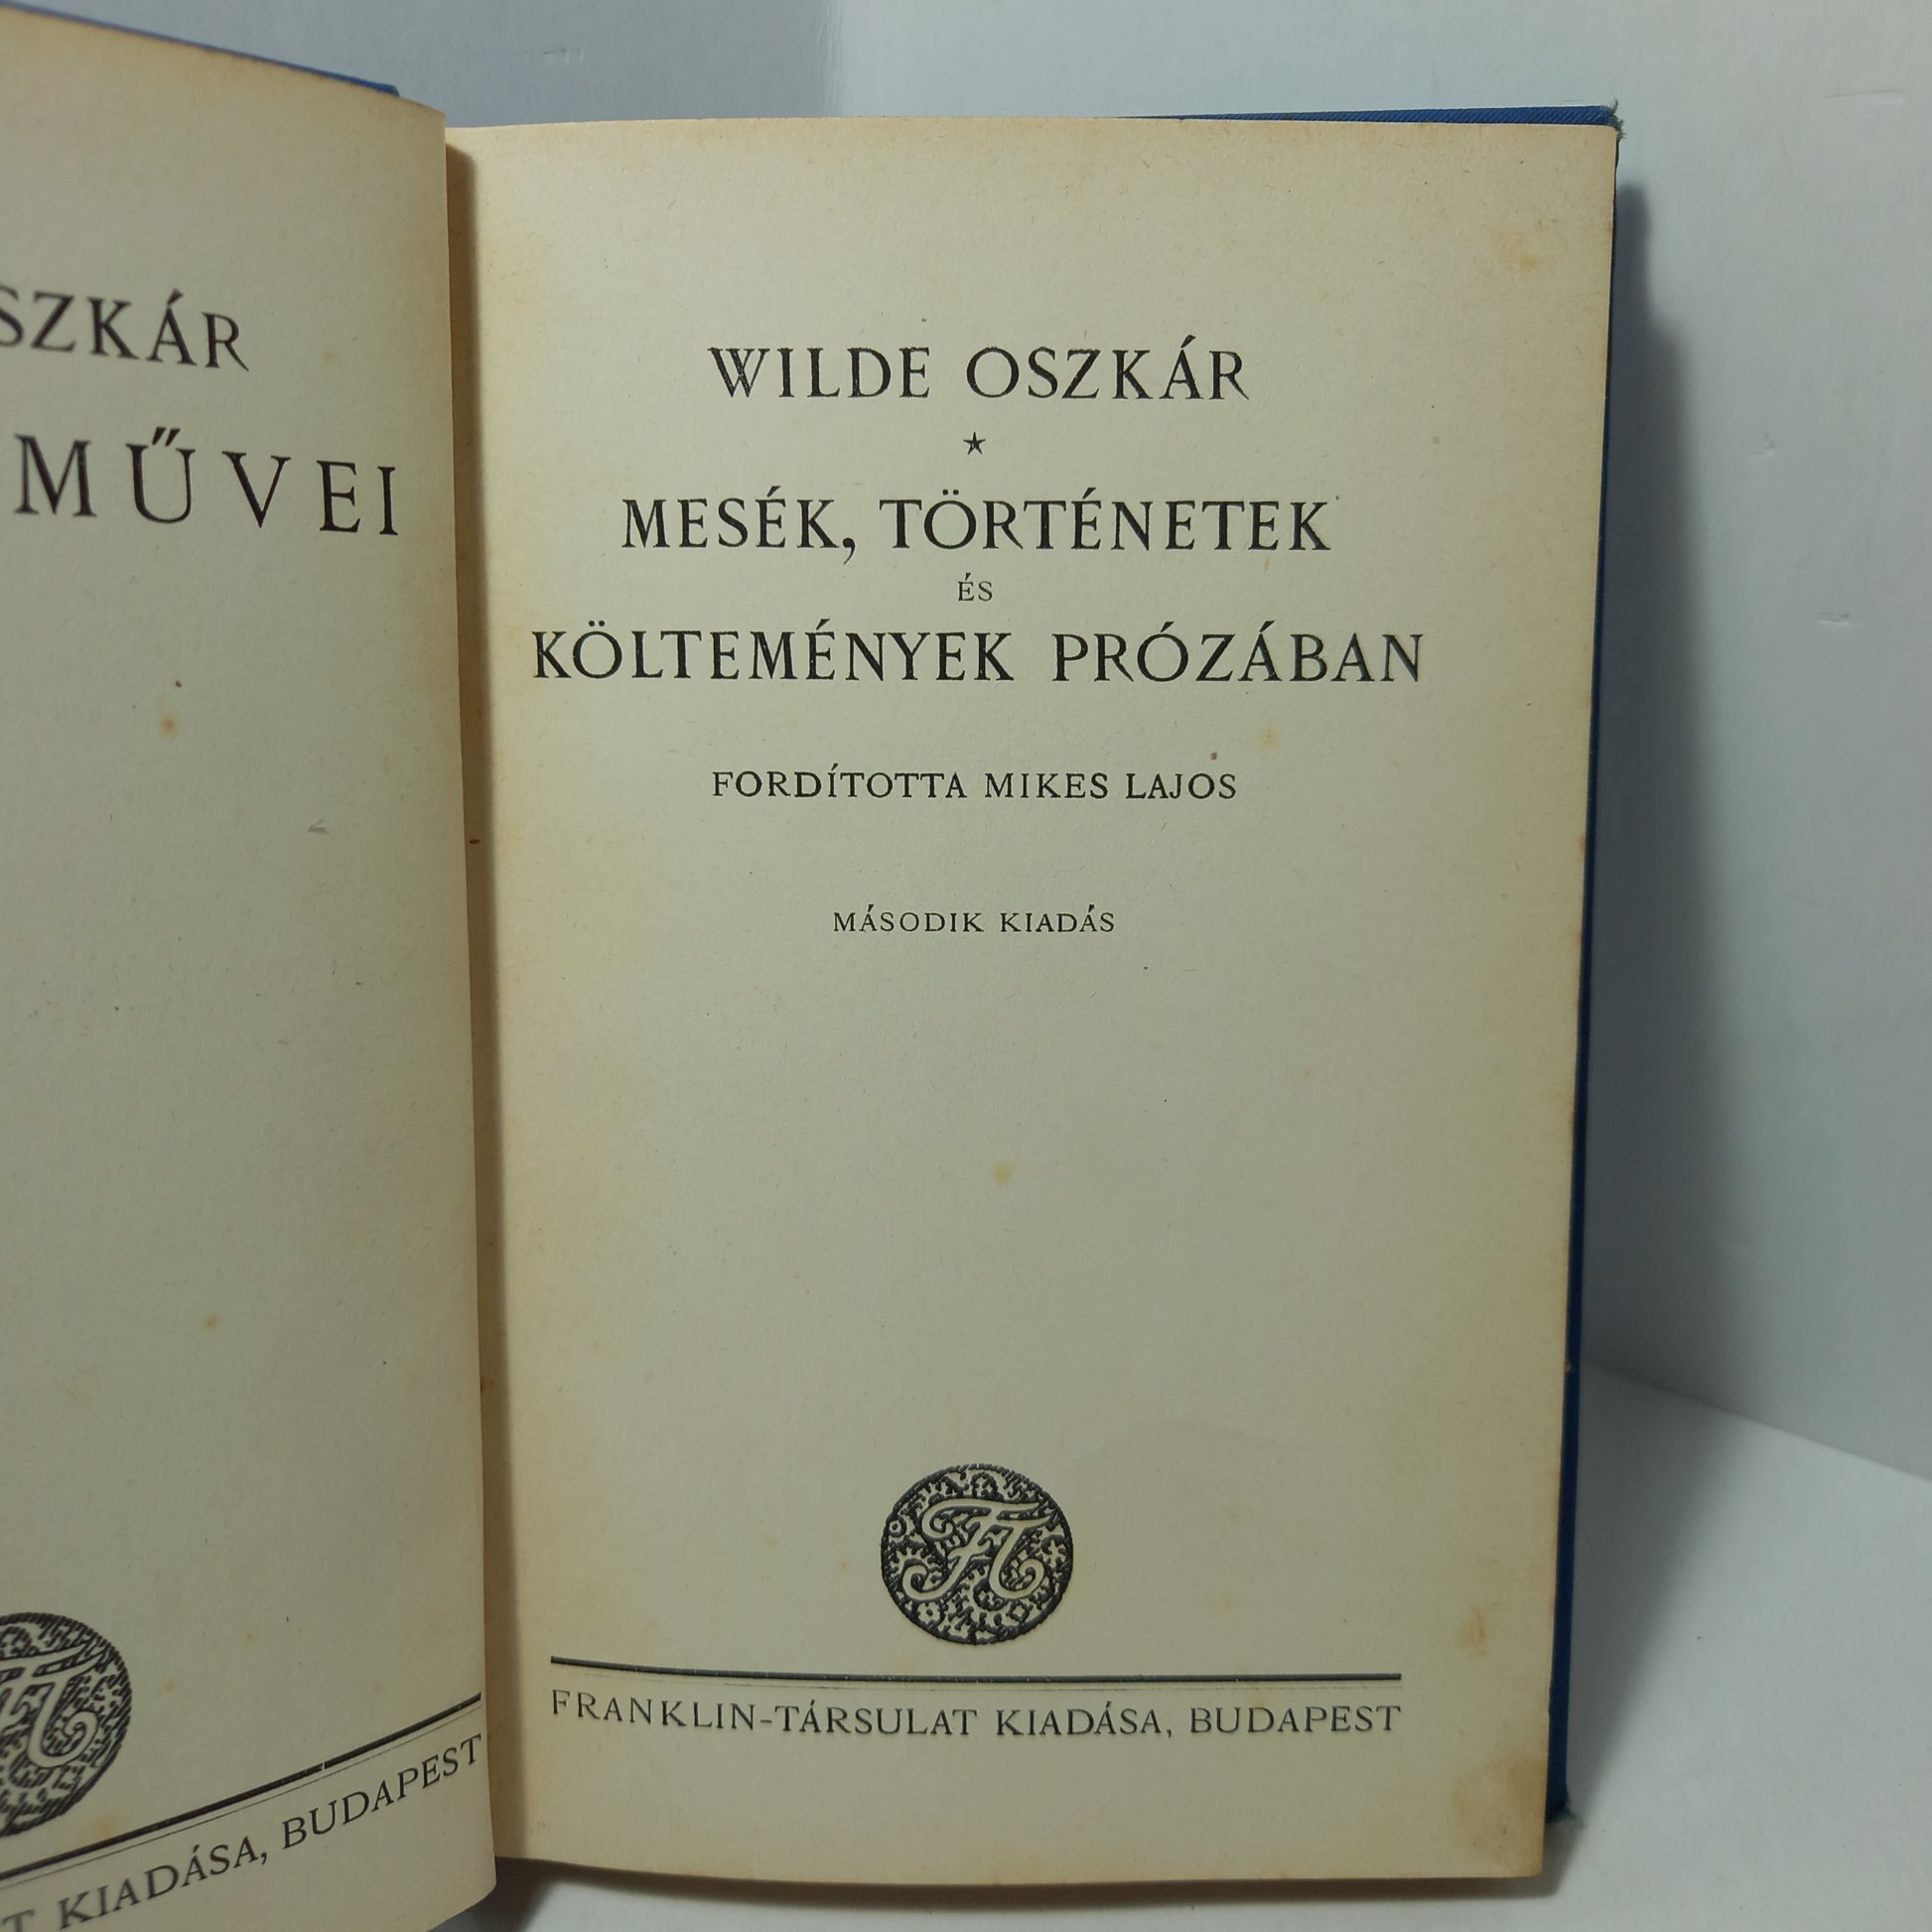 MŰVEI
KIADÁSA, BUDAPEST
WILDE OSZKÁR
MESÉK, TÖRTÉNETEK
ÉS
KÖLTEMÉNYEK PRÓZÁBAN
FORDÍTOTTA MIKES LAJOS
MÁSODIK KIADÁS
FT
FRANKLIN-TÁRSULAT KIADÁSA, BUDAPEST